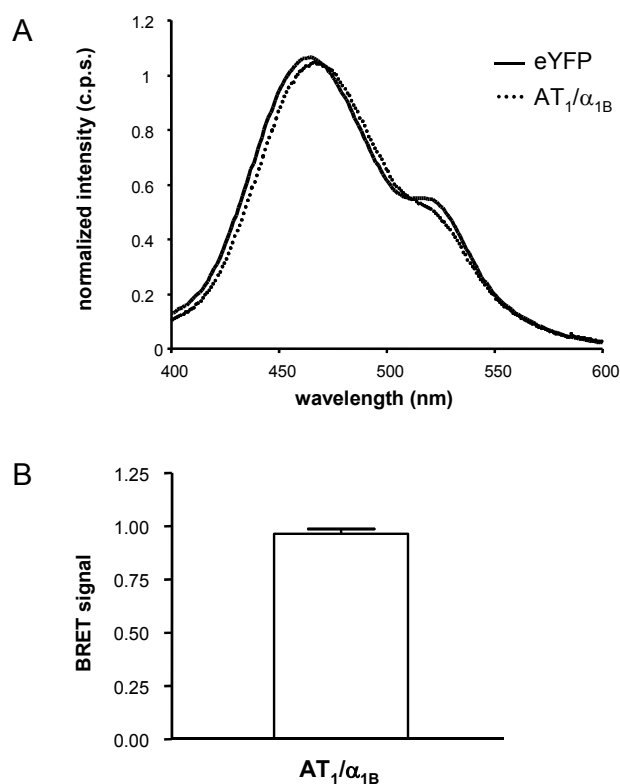 A
normalized intensity (c.p.s.)
1.2
1
0.8
0.6
0.4
0.2
0
400 450 500 550 600
wavelength (nm)
eYFP
AT₁/α₁B
B
BRET signal
1.25
1.00
0.75
0.50
0.25
0.00
AT₁/α₁B